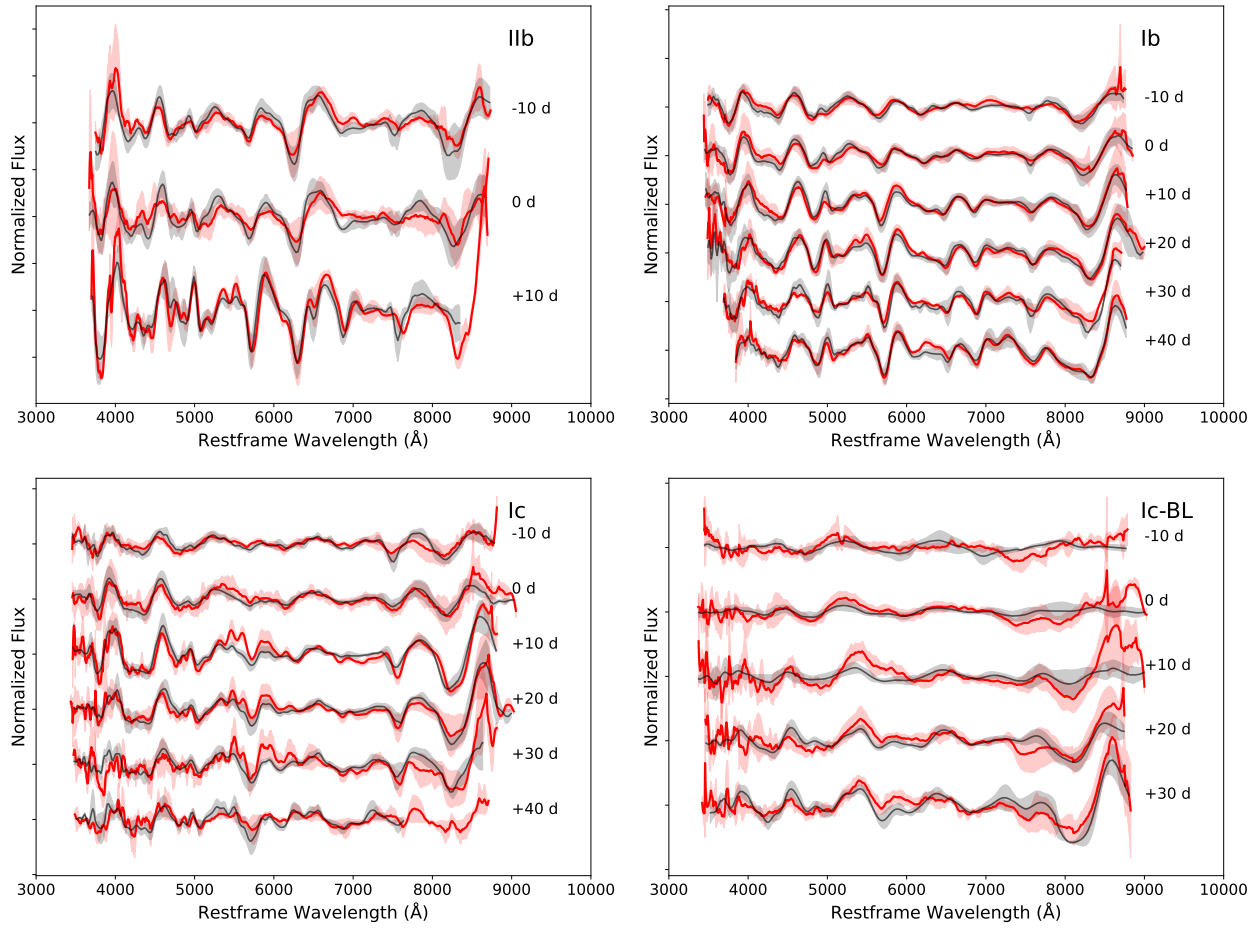 IIb
-10 d
0 d
+10 d
Normalized Flux
3000 4000 5000 6000 7000 8000 9000 10000
Restframe Wavelength (Å)
Ib
-10 d
0 d
+10 d
+20 d
+30 d
+40 d
Normalized Flux
3000 4000 5000 6000 7000 8000 9000 10000
Restframe Wavelength (Å)
Ic
-10 d
0 d
+10 d
+20 d
+30 d
+40 d
Normalized Flux
3000 4000 5000 6000 7000 8000 9000 10000
Restframe Wavelength (Å)
Ic-BL
-10 d
0 d
+10 d
+20 d
+30 d
Normalized Flux
3000 4000 5000 6000 7000 8000 9000 10000
Restframe Wavelength (Å)